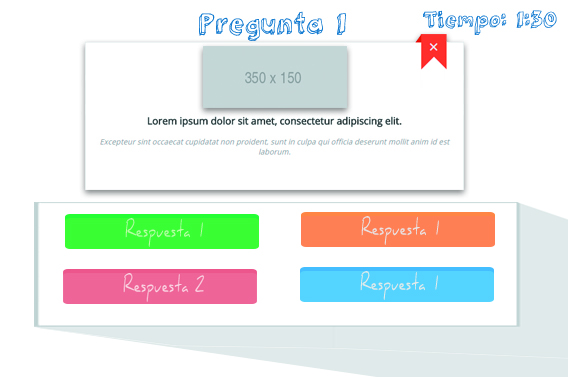 Pregunta 1
Tiempo: 1:30
×
350 x 150
Lorem ipsum dolor sit amet, consectetur adipiscing elit.
Excepteur sint occaecat cupidatat non proident, sunt in culpa qui officia deserunt mollit anim id est
laborum.
Respuesta 1
Respuesta 1
Respuesta 2
Respuesta 1